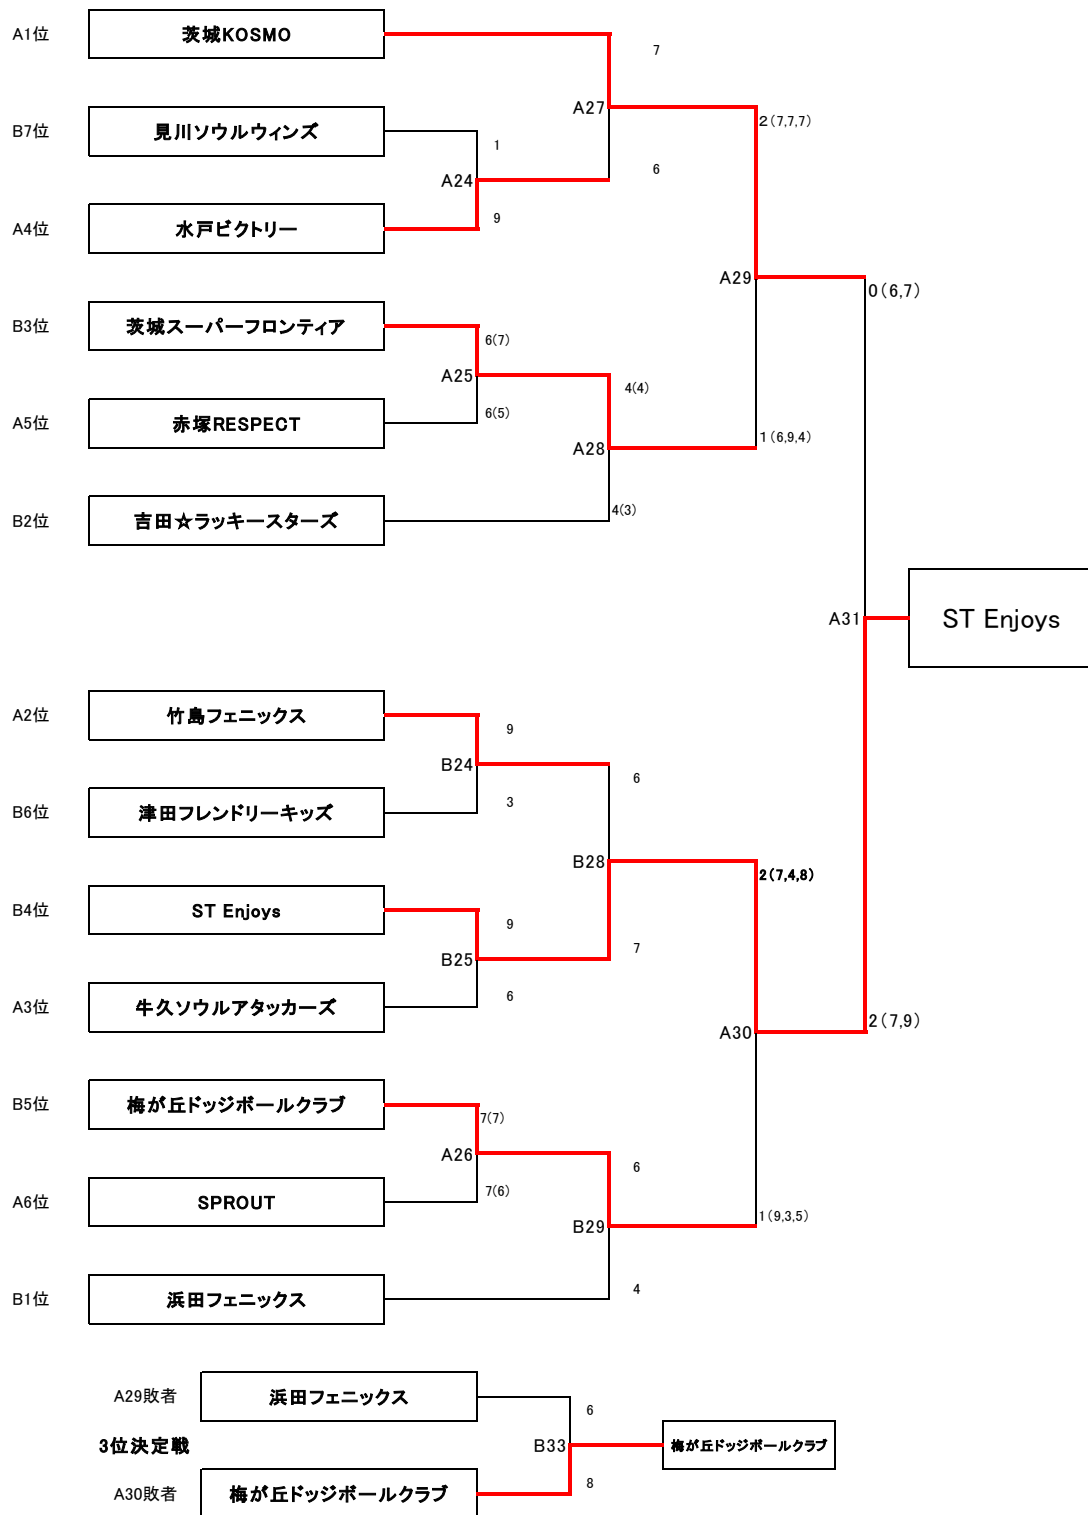 A1位 茨城KOSMO
7
A27
2(7,7,7)
B7位 見川ソウルウィンズ
1
A24
6
A4位 水戸ビクトリー
9
A29
0(6,7)
B3位 茨城スーパーフロンティア
6(7)
A25
4(4)
A5位 赤塚RESPECT
6(5)
A28
1(6,9,4)
B2位 吉田☆ラッキースターズ
4(3)
A31
ST Enjoys
A2位 竹島フェニックス
9
B24
6
B6位 津田フレンドリーキッズ
3
B28
2(7,4,8)
B4位 ST Enjoys
9
B25
7
A3位 牛久ソウルアタッカーズ
6
A30
2(7,9)
B5位 梅が丘ドッジボールクラブ
7(7)
A26
6
A6位 SPROUT
7(6)
B29
1(9,3,5)
B1位 浜田フェニックス
4
A29敗者 浜田フェニックス
6
3位決定戦
B33
梅が丘ドッジボールクラブ
A30敗者 梅が丘ドッジボールクラブ
8